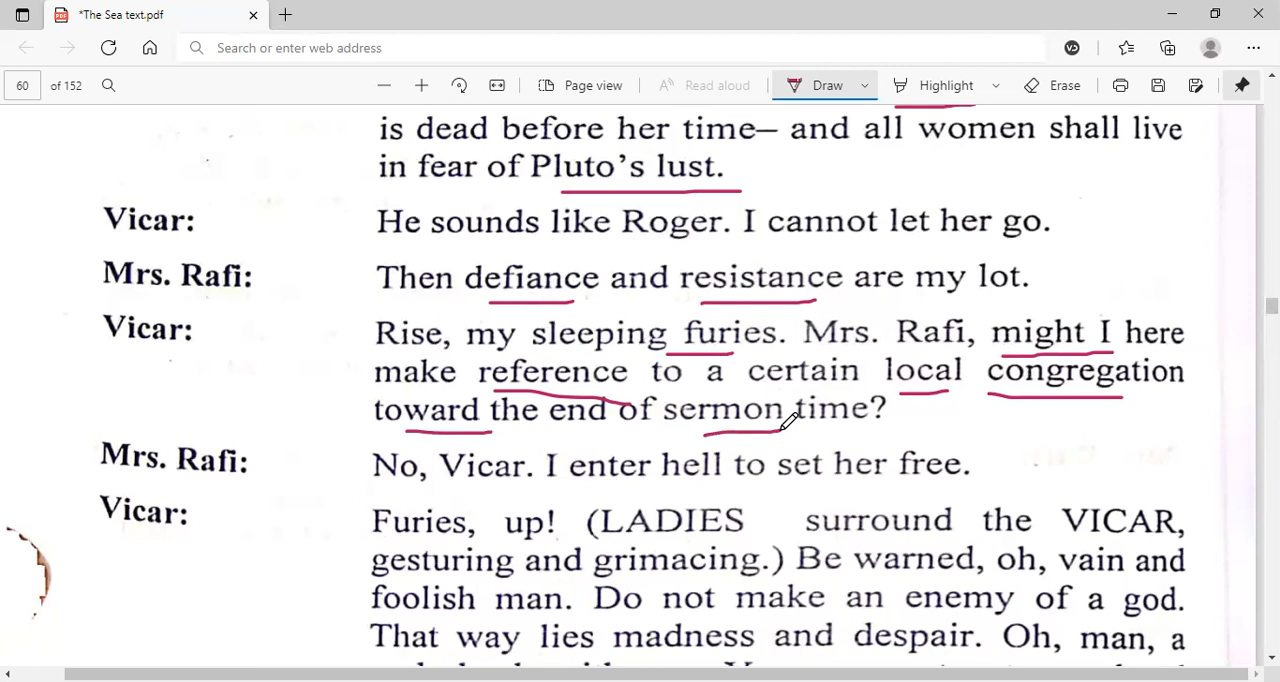 *The Sea text.pdf
Search or enter web address
60 of 152 Page view Read aloud Draw Highlight Erase
is dead before her time– and all women shall live
in fear of Pluto's lust.
Vicar: He sounds like Roger. I cannot let her go.
Mrs. Rafi: Then defiance and resistance are my lot.
Vicar: Rise, my sleeping furies. Mrs. Rafi, might I here
make reference to a certain local congregation
toward the end of sermon time?
Mrs. Rafi: No, Vicar. I enter hell to set her free.
Vicar: Furies, up! (LADIES surround the VICAR,
gesturing and grimacing.) Be warned, oh, vain and
foolish man. Do not make an enemy of a god.
That way lies madness and despair. Oh, man, a